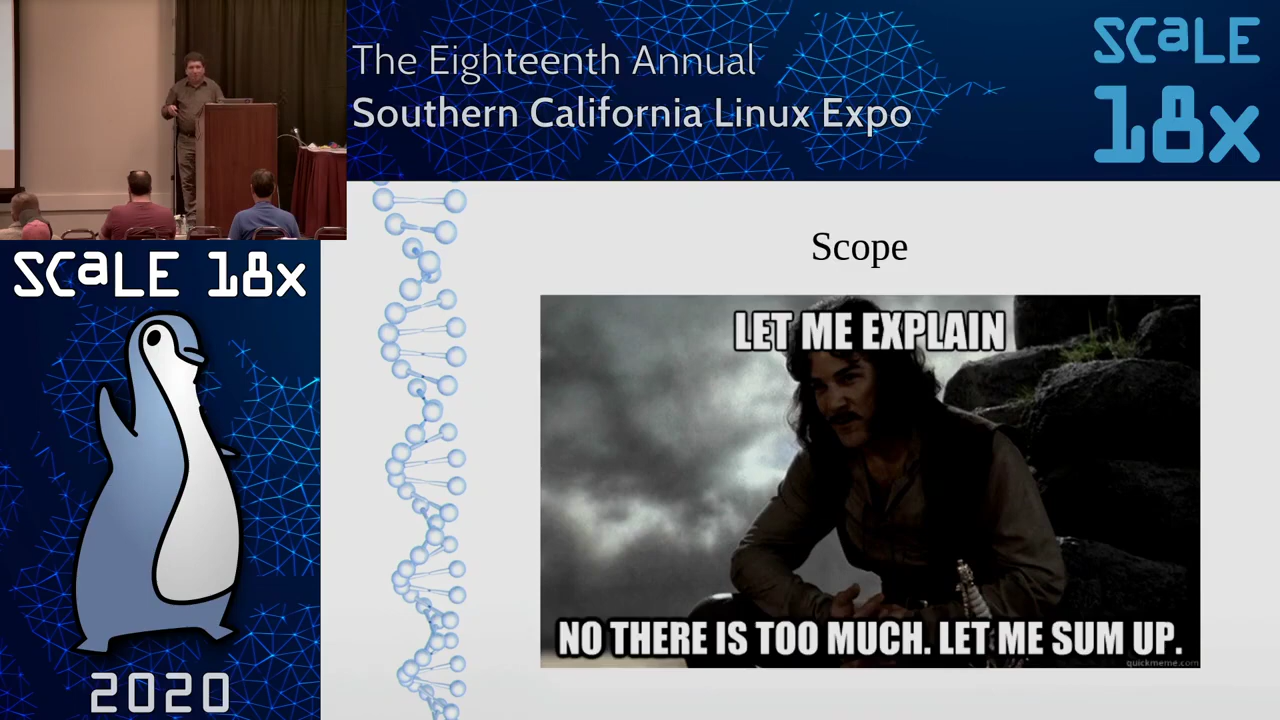 The Eighteenth Annual
Southern California Linux Expo
SCaLE
18x
SCaLE 18x
2020
Scope
LET ME EXPLAIN
NO THERE IS TOO MUCH. LET ME SUM UP.
quickmeme.com